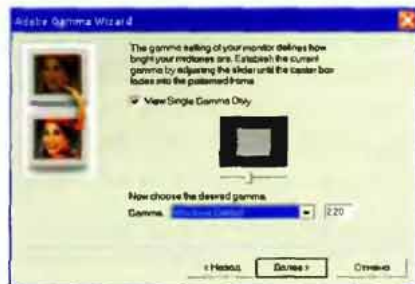 Adobe Gamma Wizard
The gamma setting of your monitor defines how
bright your midtones are. Establish the current
gamma by adjusting the slider until the center box
fades into the patterned frame.
View Single Gamma Only
Now choose the desired gamma.
Gamma: Windows Default 2.20
< Назад Далее > Отмена